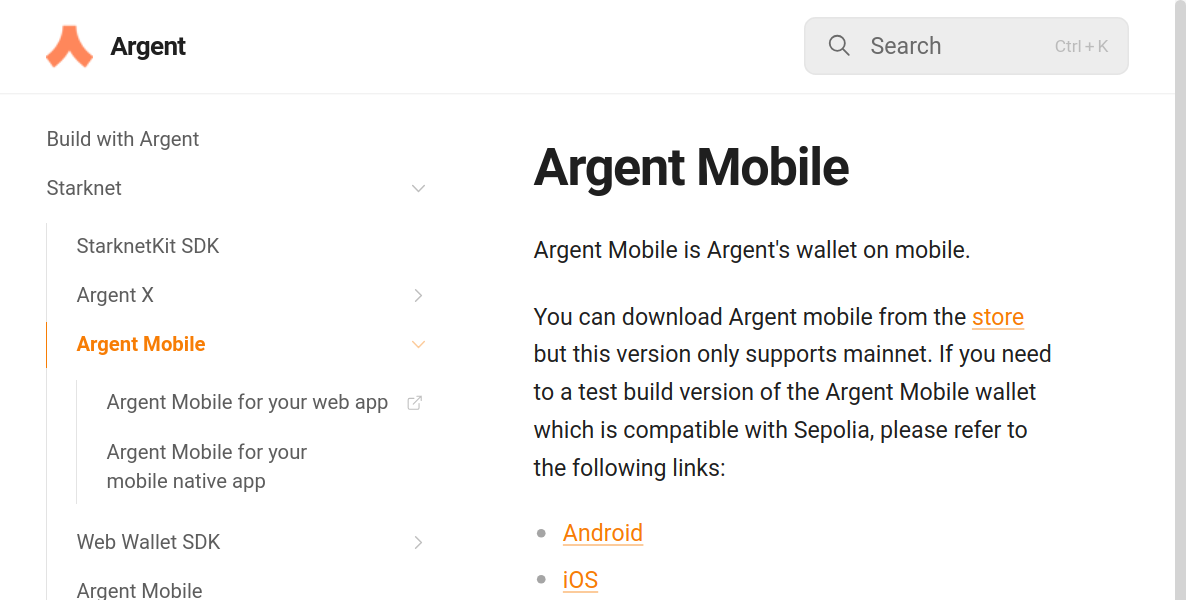 Argent
Search
Ctrl + K
Build with Argent
Starknet
StarknetKit SDK
Argent X
Argent Mobile
Argent Mobile for your web app
Argent Mobile for your
mobile native app
Web Wallet SDK
Argent Mobile
Argent Mobile
Argent Mobile is Argent's wallet on mobile.
You can download Argent mobile from the store
but this version only supports mainnet. If you need
to a test build version of the Argent Mobile wallet
which is compatible with Sepolia, please refer to
the following links:
Android
iOS